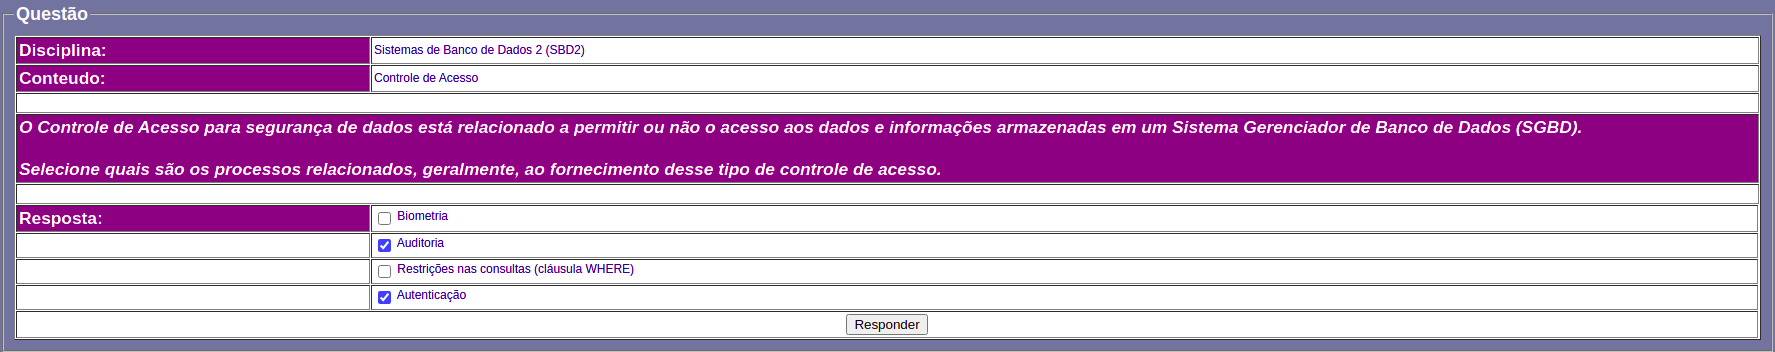 Questão
Disciplina: Sistemas de Banco de Dados 2 (SBD2)
Conteudo: Controle de Acesso
O Controle de Acesso para segurança de dados está relacionado a permitir ou não o acesso aos dados e informações armazenadas em um Sistema Gerenciador de Banco de Dados (SGBD).
Selecione quais são os processos relacionados, geralmente, ao fornecimento desse tipo de controle de acesso.
Resposta: Biometria
Auditoria
Restrições nas consultas (cláusula WHERE)
Autenticação
Responder